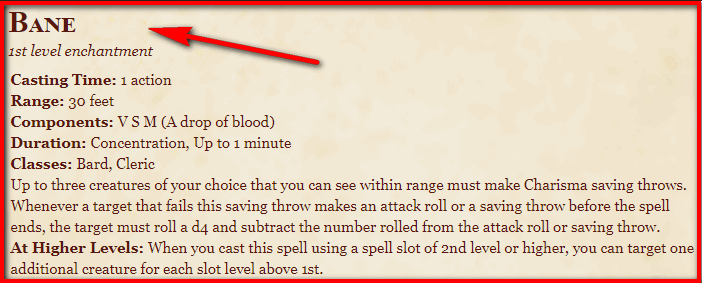 Bane
1st level enchantment
Casting Time: 1 action
Range: 30 feet
Components: V S M (A drop of blood)
Duration: Concentration, Up to 1 minute
Classes: Bard, Cleric
Up to three creatures of your choice that you can see within range must make Charisma saving throws.
Whenever a target that fails this saving throw makes an attack roll or a saving throw before the spell
ends, the target must roll a d4 and subtract the number rolled from the attack roll or saving throw.
At Higher Levels: When you cast this spell using a spell slot of 2nd level or higher, you can target one
additional creature for each slot level above 1st.